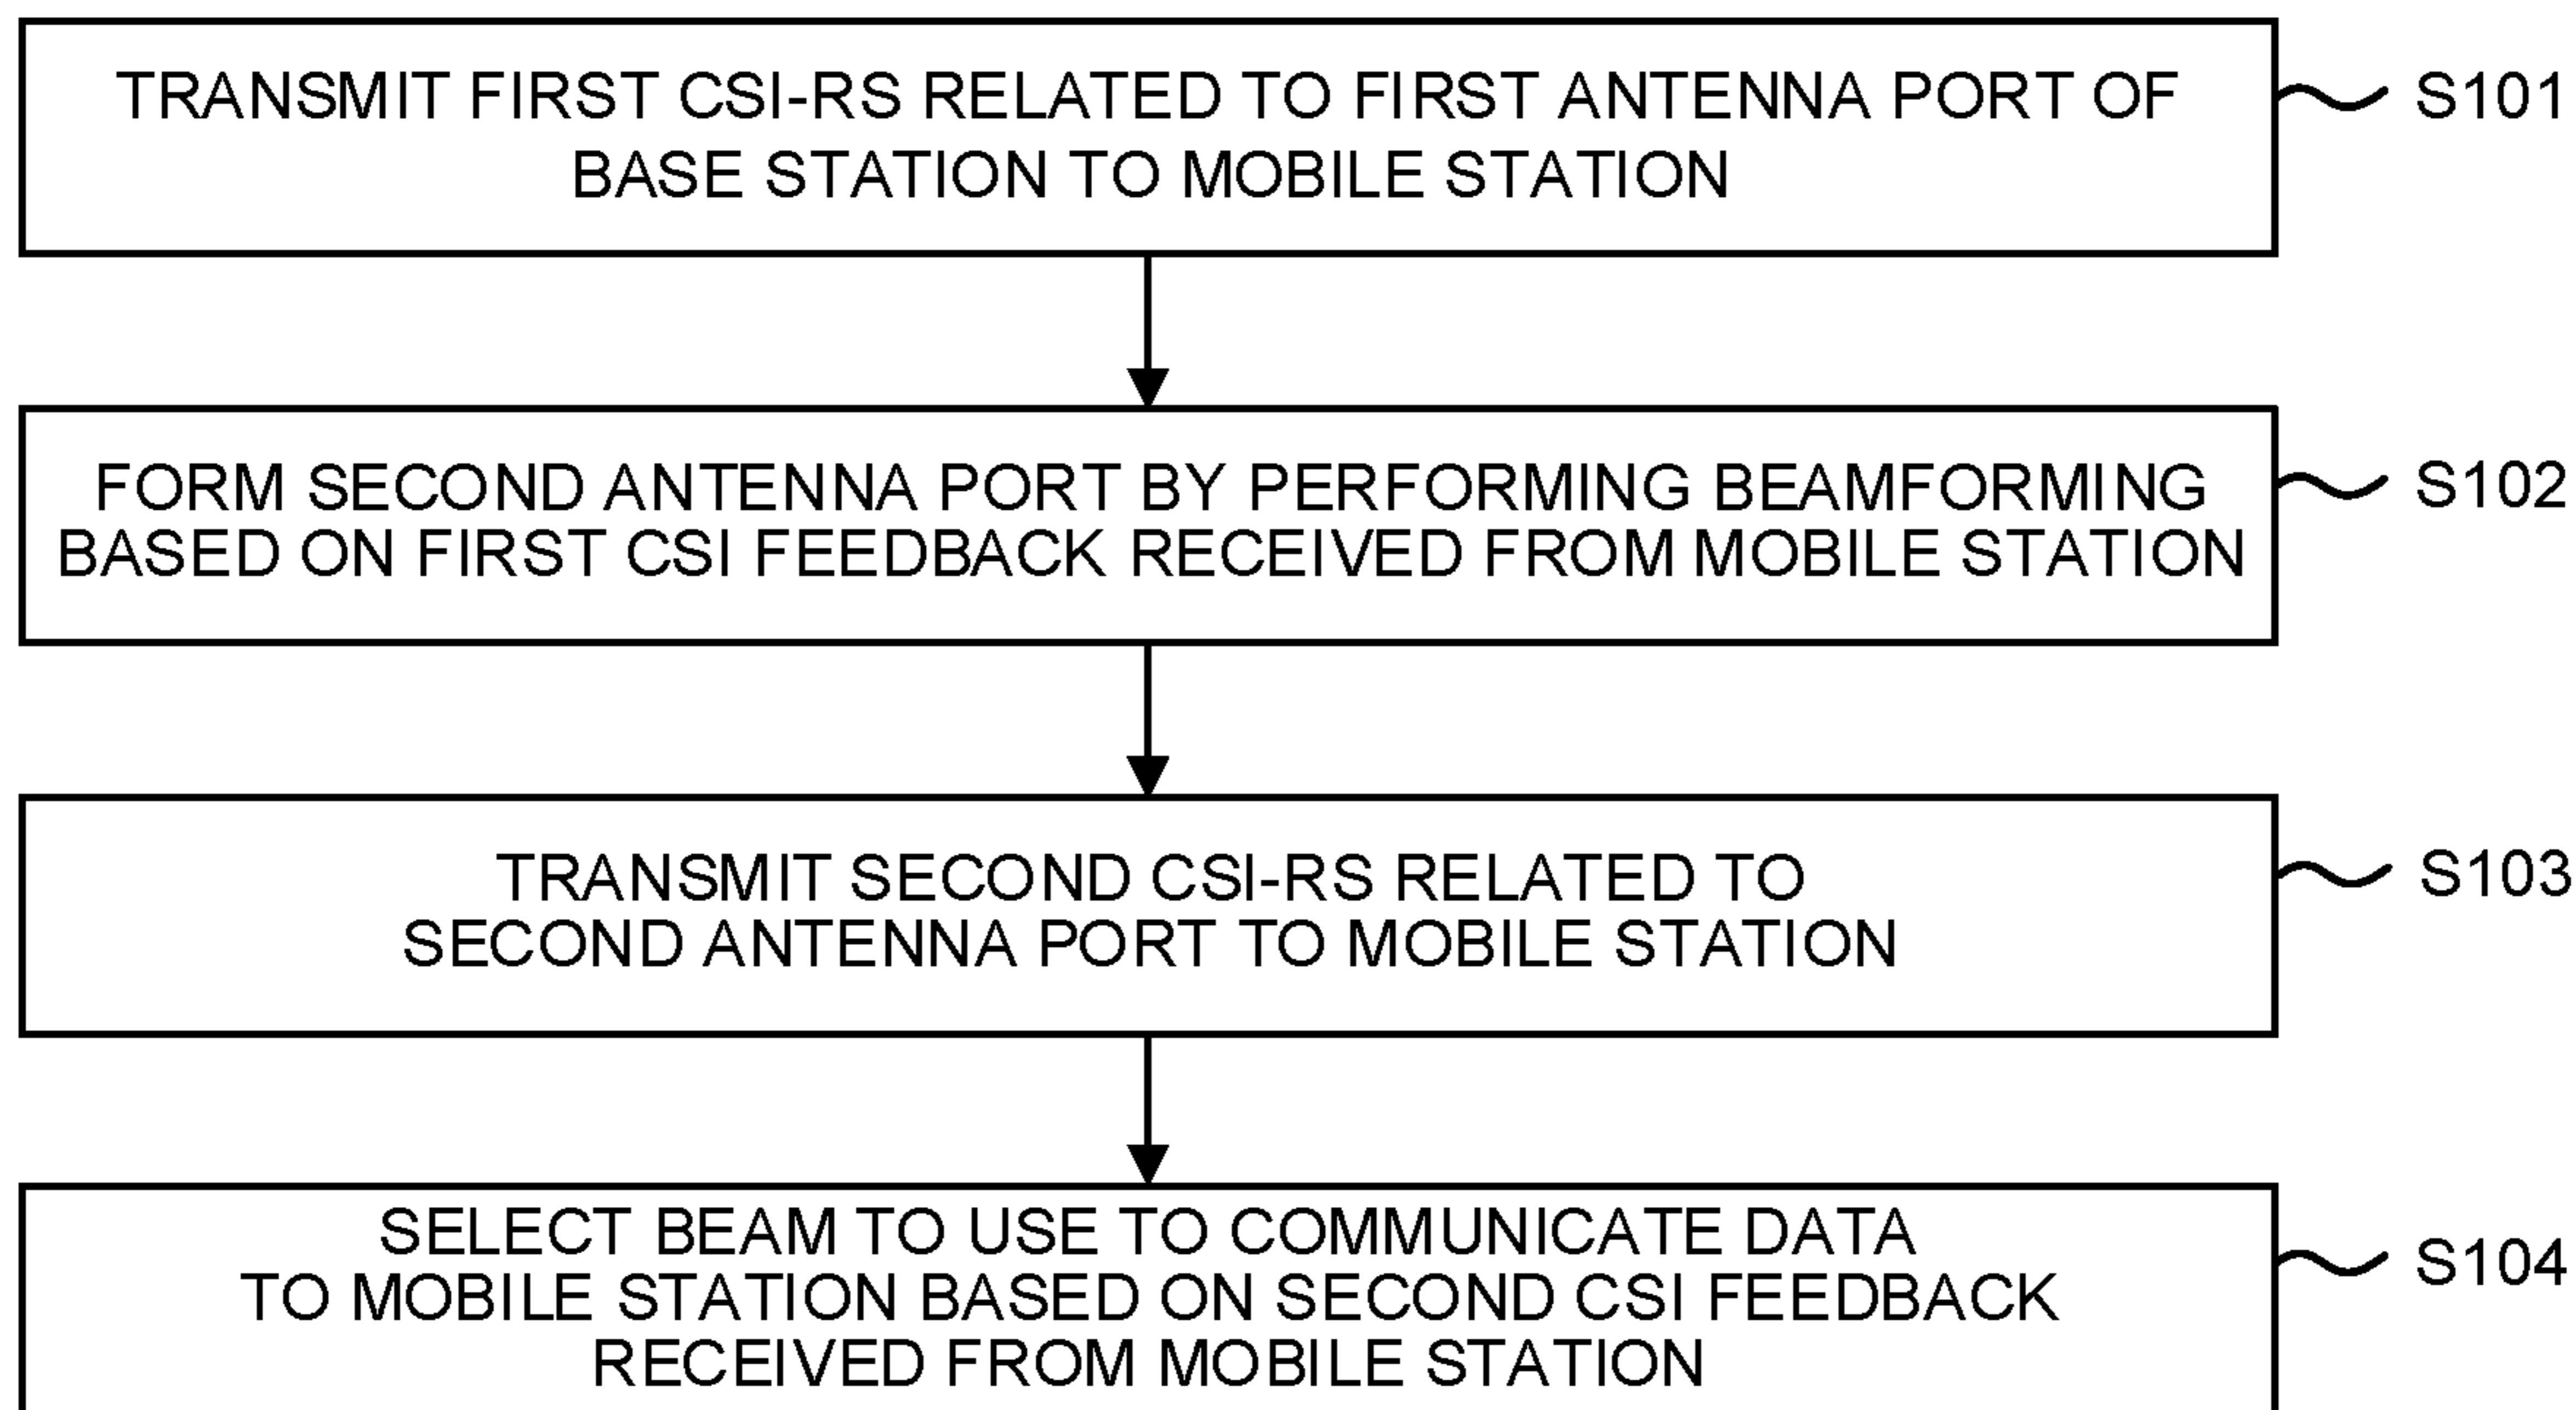 TRANSMIT FIRST CSI-RS RELATED TO FIRST ANTENNA PORT OF
BASE STATION TO MOBILE STATION
S101
FORM SECOND ANTENNA PORT BY PERFORMING BEAMFORMING
BASED ON FIRST CSI FEEDBACK RECEIVED FROM MOBILE STATION
S102
TRANSMIT SECOND CSI-RS RELATED TO
SECOND ANTENNA PORT TO MOBILE STATION
S103
SELECT BEAM TO USE TO COMMUNICATE DATA
TO MOBILE STATION BASED ON SECOND CSI FEEDBACK
RECEIVED FROM MOBILE STATION
S104